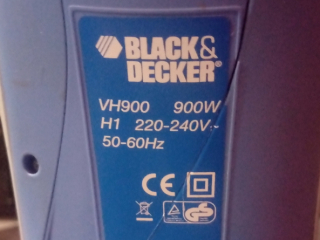 BLACK&
DECKER®
VH900 900W
H1 220-240V~
50-60Hz
CE